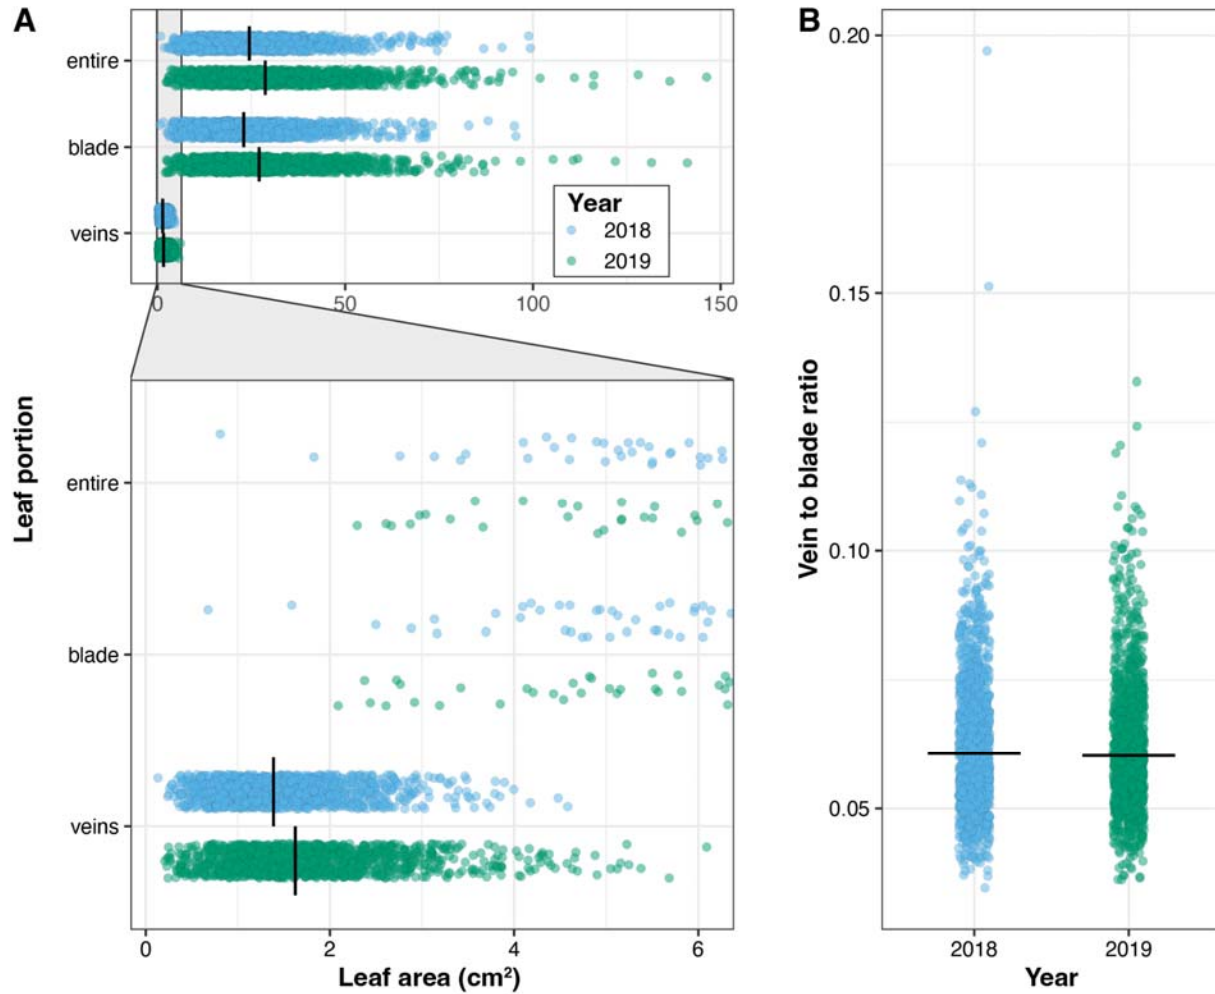 A
entire
blade
veins
Year
2018
2019
0 50 100 150
Leaf portion
entire
blade
veins
0 2 4 6
Leaf area (cm²)
B
Vein to blade ratio
0.20
0.15
0.10
0.05
2018 2019
Year